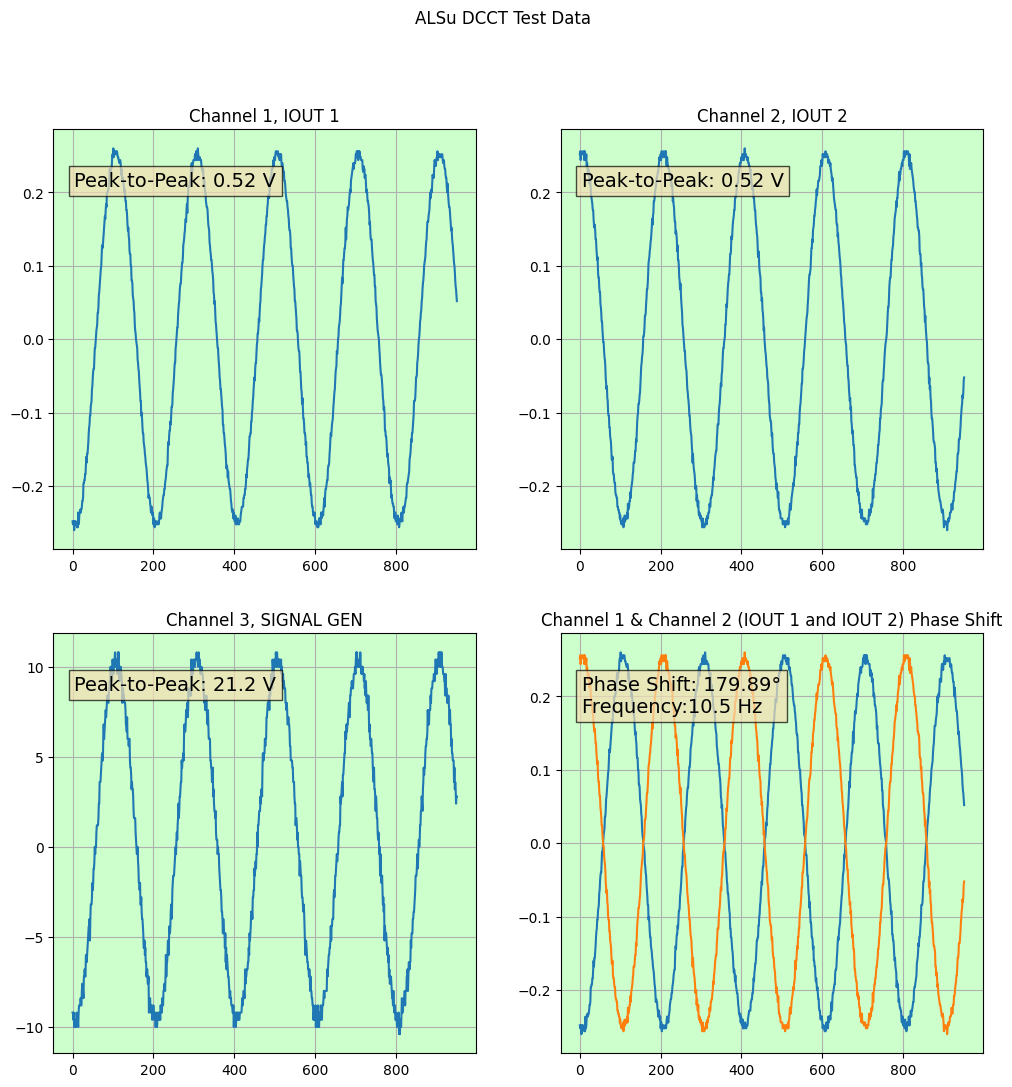 ALSu DCCT Test Data
Channel 1, IOUT 1
Peak-to-Peak: 0.52 V
0.2
0.1
0.0
−0.1
−0.2
0 200 400 600 800
Channel 2, IOUT 2
Peak-to-Peak: 0.52 V
0.2
0.1
0.0
−0.1
−0.2
0 200 400 600 800
Channel 3, SIGNAL GEN
Peak-to-Peak: 21.2 V
10
5
0
−5
−10
0 200 400 600 800
Channel 1 & Channel 2 (IOUT 1 and IOUT 2) Phase Shift
Phase Shift: 179.89°
Frequency:10.5 Hz
0.2
0.1
0.0
−0.1
−0.2
0 200 400 600 800